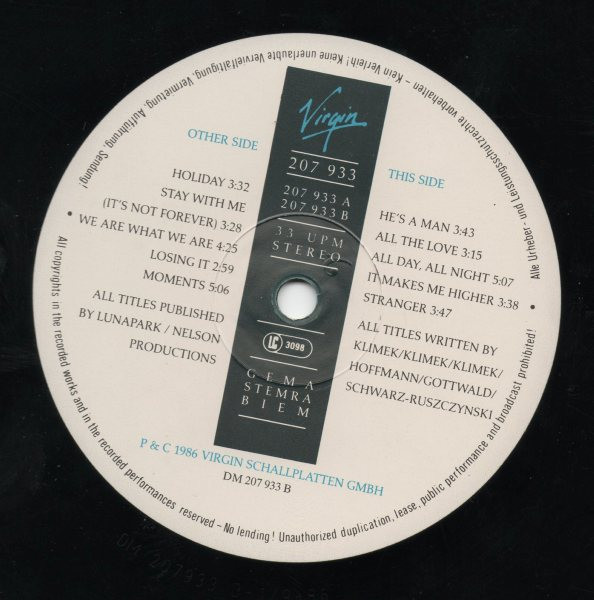 Alle Urheber- und Leistungsschutzrechte vorbehalten – Kein Verleih! Keine unerlaubte Vervielfältigung, Vermietung, Aufführung, Sendung!
Virgin
207 933
207 933 A
207 933 B
33 UPM
STEREO
LC 3098
GEMA
STEMRA
BIEM
OTHER SIDE
HOLIDAY 3:32
STAY WITH ME
(IT'S NOT FOREVER) 3:28
WE ARE WHAT WE ARE 4:25
LOSING IT 2:59
MOMENTS 5:06
ALL TITLES PUBLISHED
BY LUNAPARK / NELSON
PRODUCTIONS
THIS SIDE
HE'S A MAN 3:43
ALL THE LOVE 3:15
ALL DAY, ALL NIGHT 5:07
IT MAKES ME HIGHER 3:38
STRANGER 3:47
ALL TITLES WRITTEN BY
KLIMEK/KLIMEK/KLIMEK/
HOFFMANN/GOTTWALD/
SCHWARZ-RUSZCZYNSKI
P & C 1986 VIRGIN SCHALLPLATTEN GMBH
DM 207 933 B
All copyrights in the recorded works and in the recorded performances reserved – No lending! Unauthorized duplication, lease, public performance and broadcast prohibited!